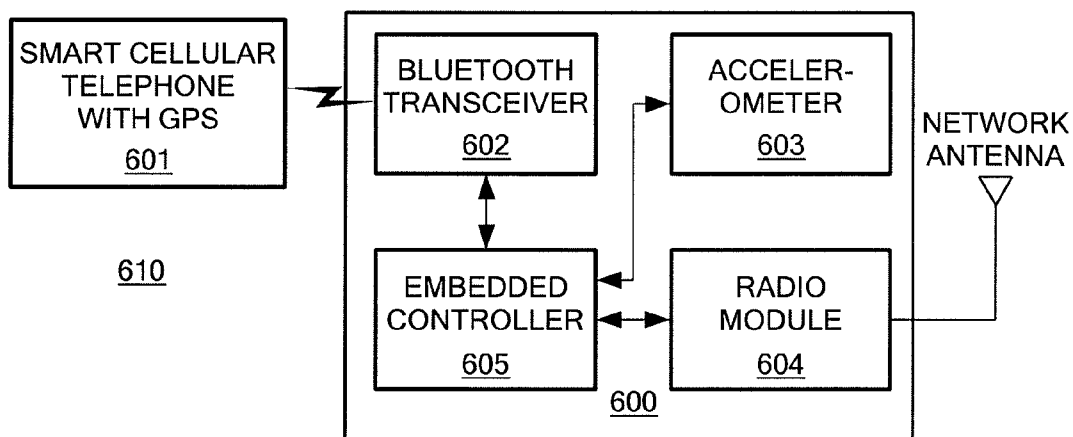 SMART CELLULAR
TELEPHONE
WITH GPS
601
BLUETOOTH
TRANSCEIVER
602
ACCELER-
OMETER
603
NETWORK
ANTENNA
610
EMBEDDED
CONTROLLER
605
RADIO
MODULE
604
600